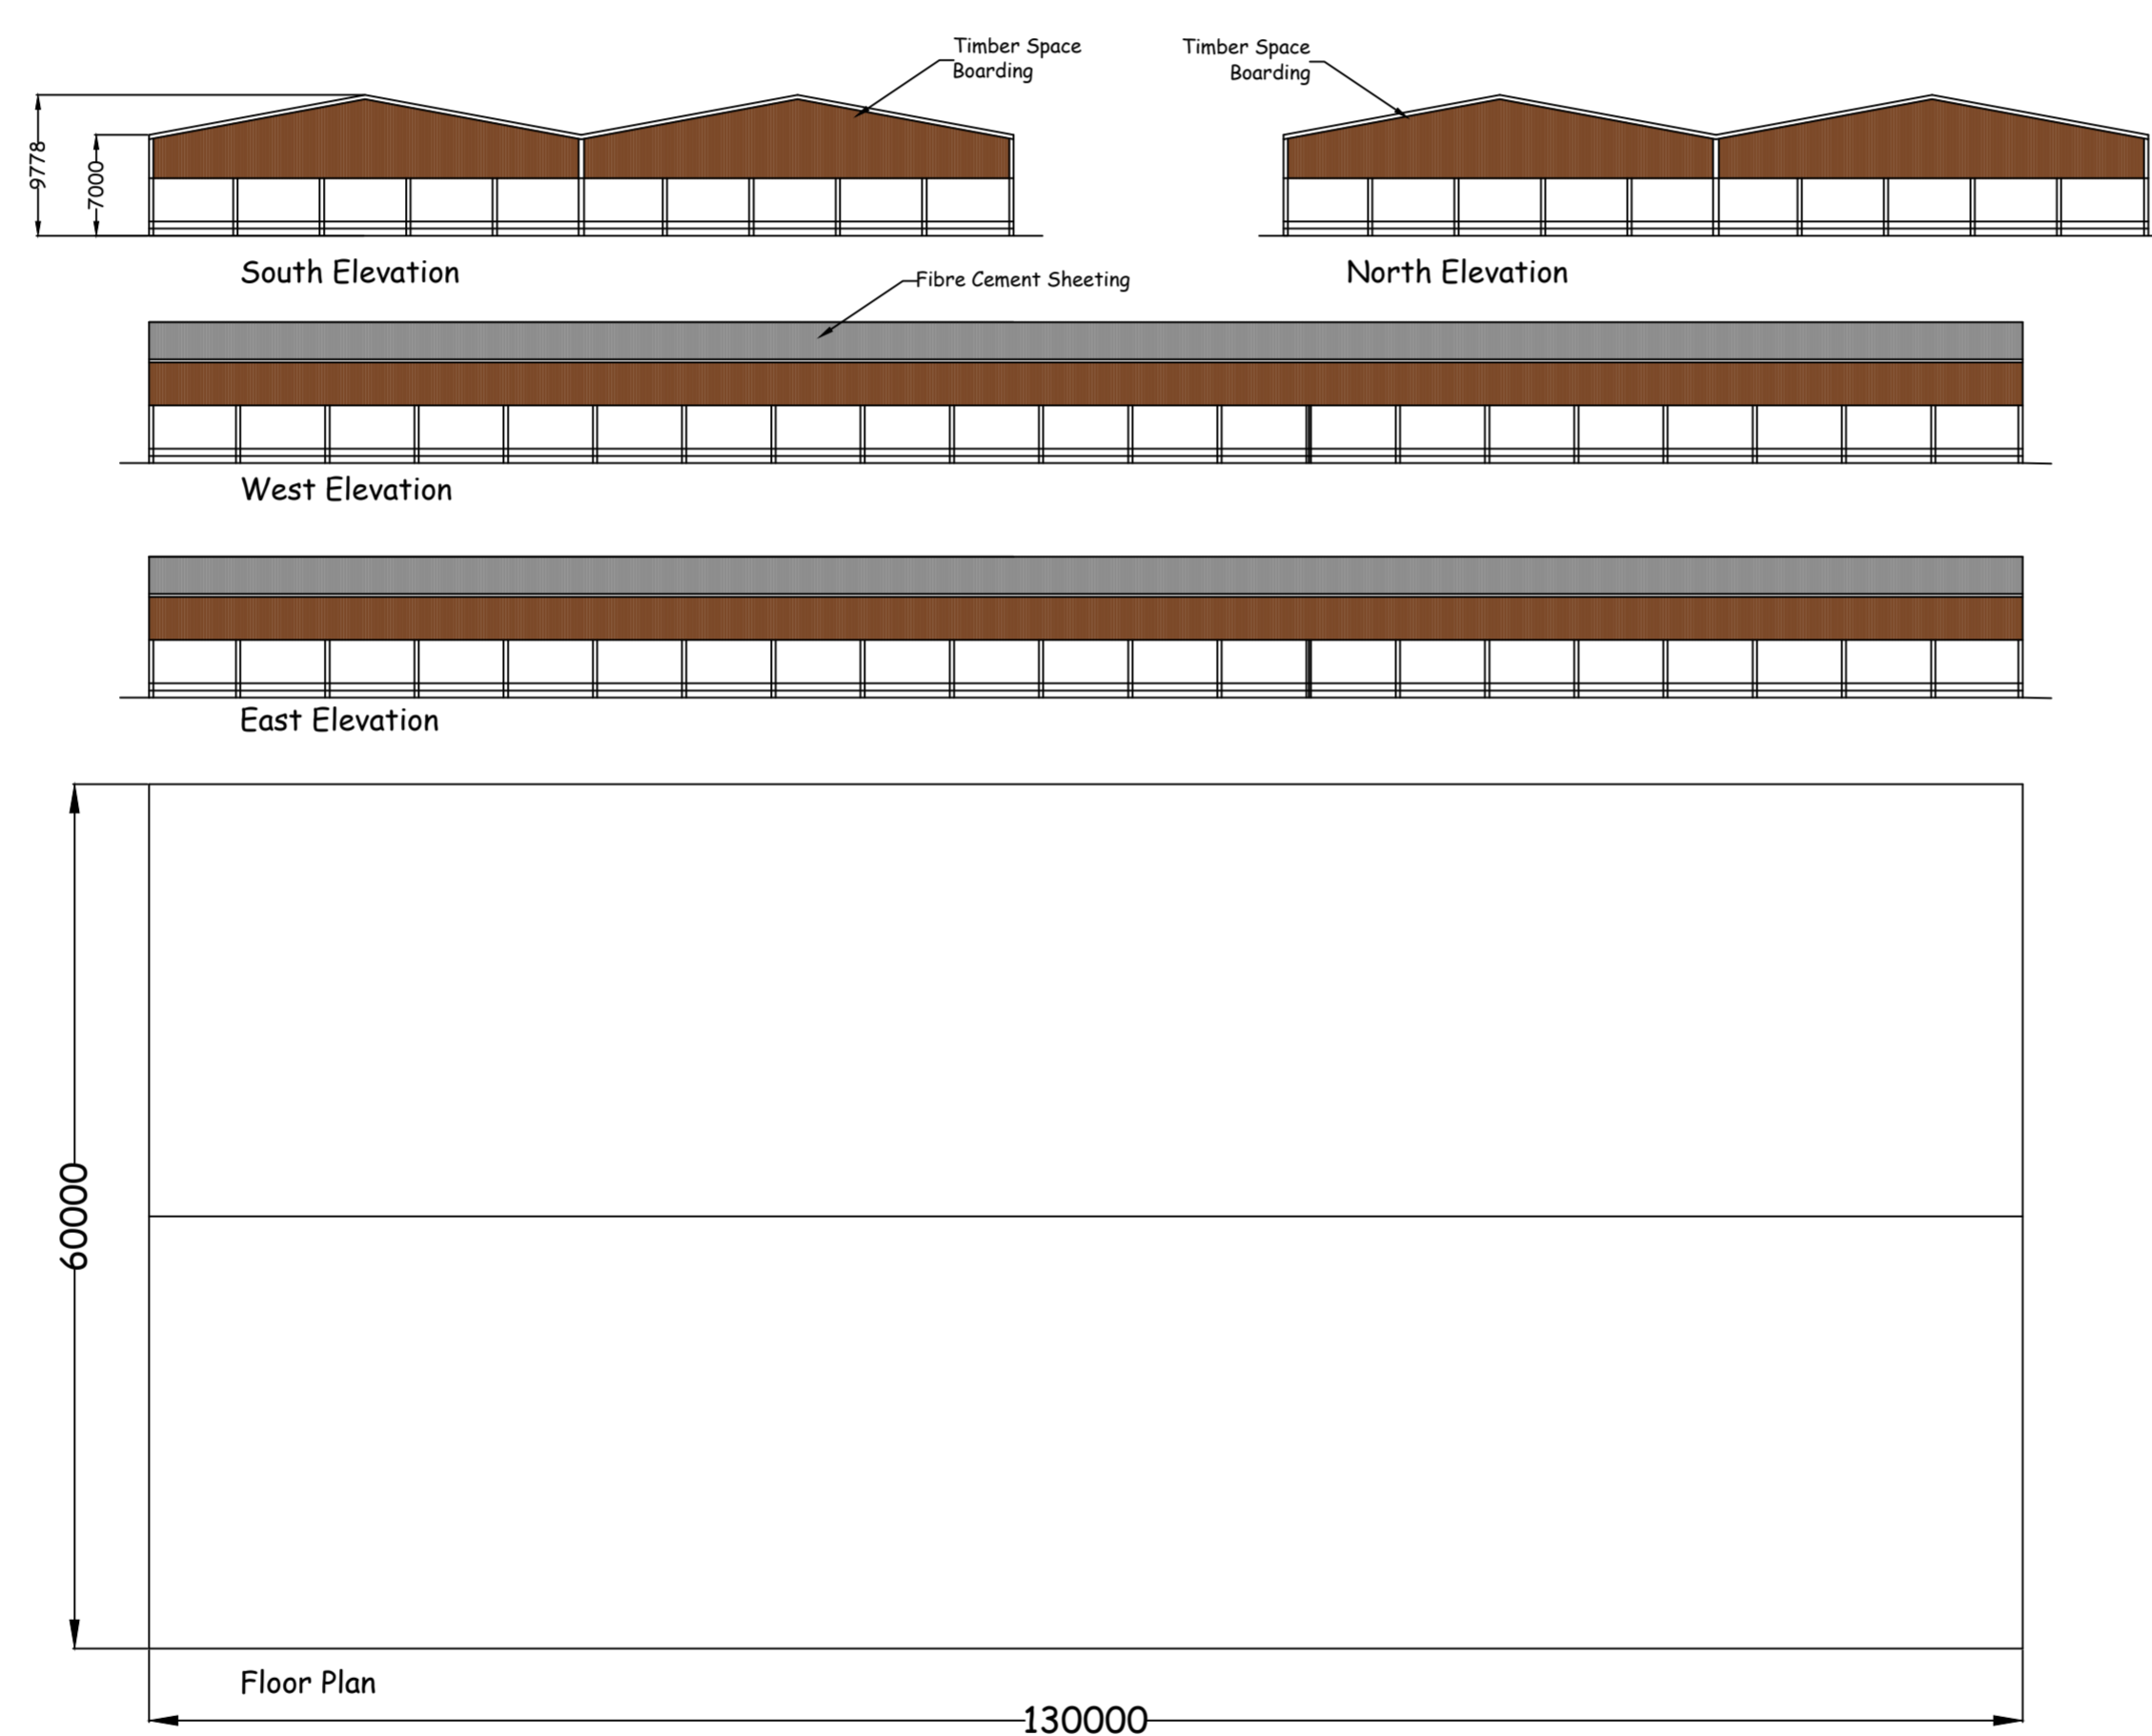 Timber Space
Boarding
Timber Space
Boarding
9778
7000
South Elevation
North Elevation
Fibre Cement Sheeting
West Elevation
East Elevation
60000
Floor Plan
130000